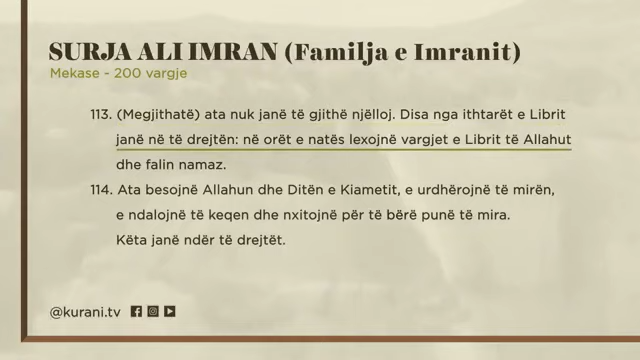 SURJA ALI IMRAN (Familja e Imranit)
Mekase - 200 vargje
113. (Megjithatë) ata nuk janë të gjithë njëlloj. Disa nga ithtarët e Librit
janë në të drejtën: në orët e natës lexojnë vargjet e Librit të Allahut
dhe falin namaz.
114. Ata besojnë Allahun dhe Ditën e Kiametit, e urdhërojnë të mirën,
e ndalojnë të keqen dhe nxitojnë për të bërë punë të mira.
Këta janë ndër të drejtët.
@kurani.tv